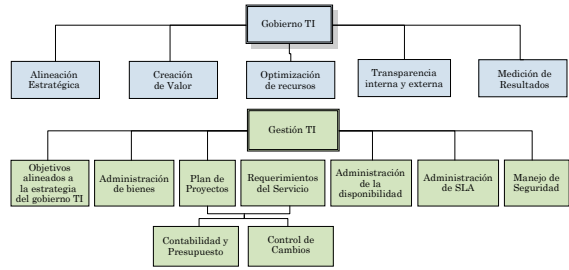 Gobierno TI
Alineación
Estratégica
Creación
de Valor
Optimización
de recursos
Transparencia
interna y externa
Medición de
Resultados
Gestión TI
Objetivos
alineados a
la estrategia
del gobierno TI
Administración
de bienes
Plan de
Proyectos
Requerimientos
del Servicio
Administración
de la
disponibilidad
Administración
de SLA
Manejo de
Seguridad
Contabilidad y
Presupuesto
Control de
Cambios